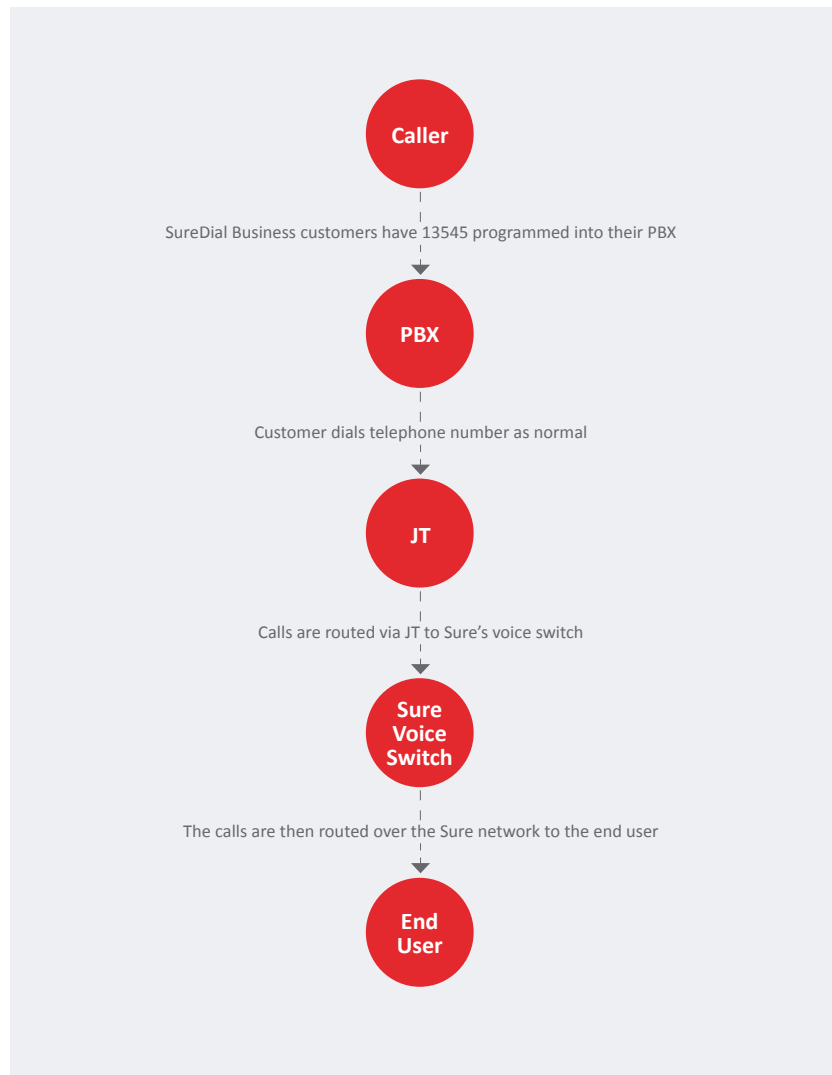 Caller
SureDial Business customers have 13545 programmed into their PBX
PBX
Customer dials telephone number as normal
JT
Calls are routed via JT to Sure’s voice switch
Sure
Voice
Switch
The calls are then routed over the Sure network to the end user
End
User